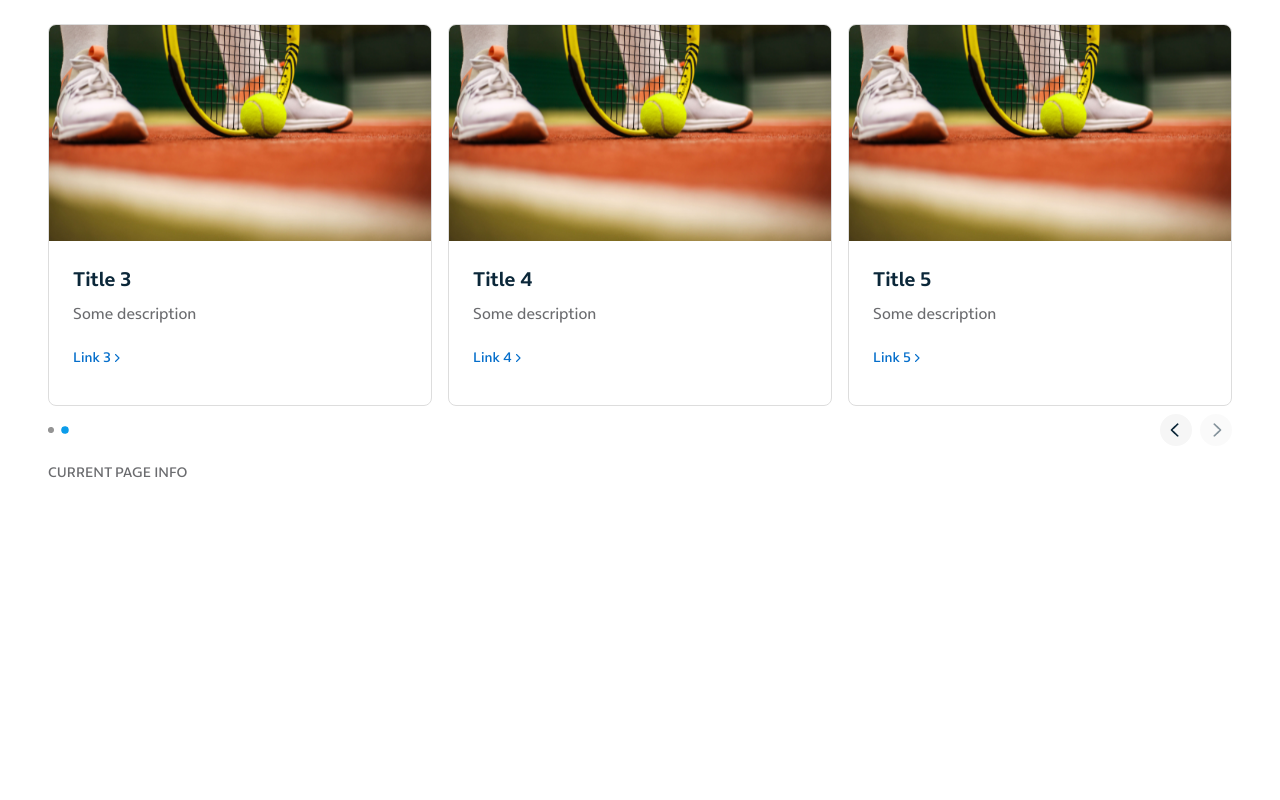 Title 3
Some description
Link 3
Title 4
Some description
Link 4
Title 5
Some description
Link 5
CURRENT PAGE INFO